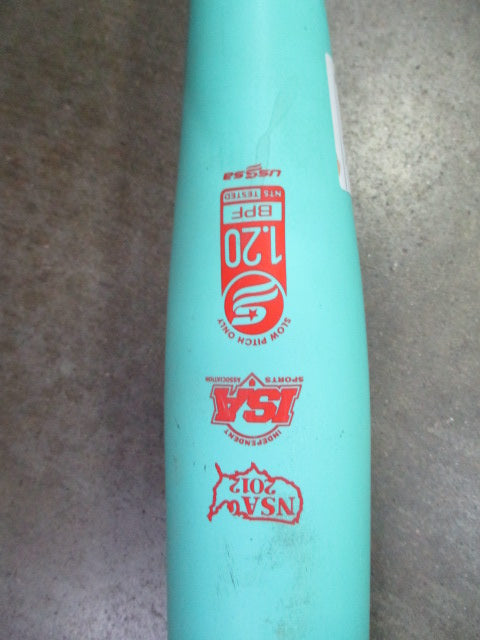 NSA
2012
INDEPENDENT
ISA
SPORTS
ASSOCIATION
SLOW PITCH ONLY
1.20
BPF
NTS TESTED
USSSA